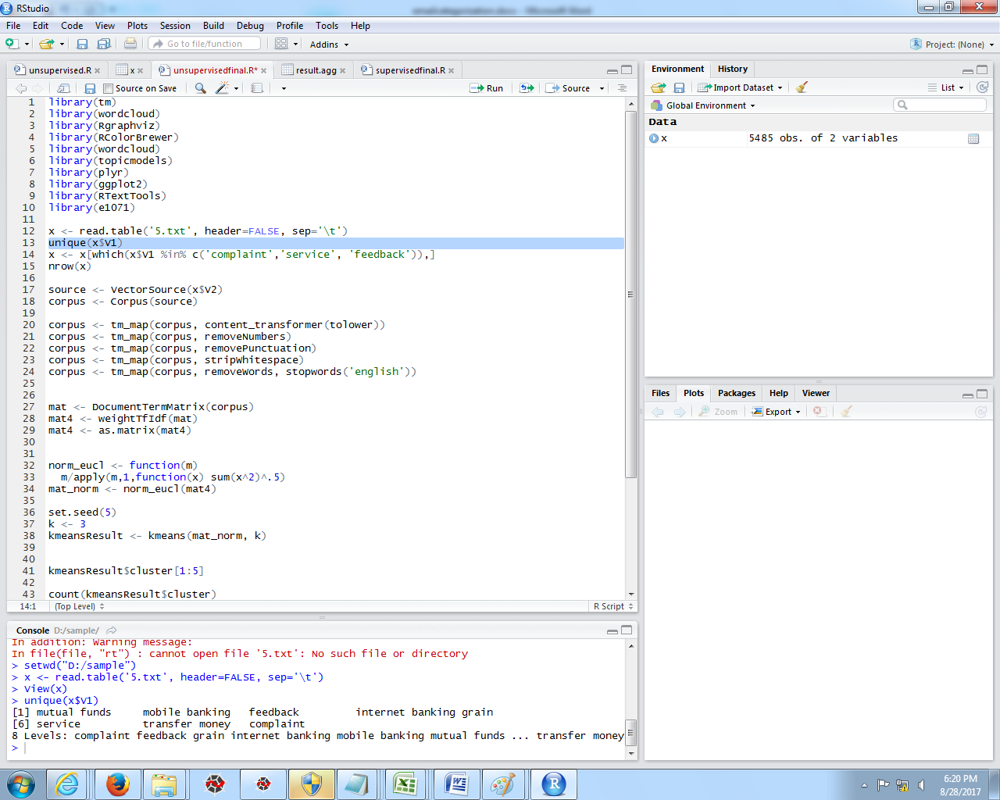 RStudio
emailcategorisation.docx - Microsoft Word
File Edit Code View Plots Session Build Debug Profile Tools Help
Go to file/function Addins Project: (None)
unsupervised.R x unsupervisedfinal.R* result.agg supervisedfinal.R
Source on Save Run Source
1 library(tm)
2 library(wordcloud)
3 library(Rgraphviz)
4 library(RColorBrewer)
5 library(wordcloud)
6 library(topicmodels)
7 library(plyr)
8 library(ggplot2)
9 library(RTextTools)
10 library(e1071)
11
12 x <- read.table('5.txt', header=FALSE, sep='\t')
13 unique(x$V1)
14 x <- x[which(x$V1 %in% c('complaint','service', 'feedback')),]
15 nrow(x)
16
17 source <- VectorSource(x$V2)
18 corpus <- Corpus(source)
19
20 corpus <- tm_map(corpus, content_transformer(tolower))
21 corpus <- tm_map(corpus, removeNumbers)
22 corpus <- tm_map(corpus, removePunctuation)
23 corpus <- tm_map(corpus, stripWhitespace)
24 corpus <- tm_map(corpus, removeWords, stopwords('english'))
25
26
27 mat <- DocumentTermMatrix(corpus)
28 mat4 <- weightTfIdf(mat)
29 mat4 <- as.matrix(mat4)
30
31
32 norm_eucl <- function(m)
33 m/apply(m,1,function(x) sum(x^2)^.5)
34 mat_norm <- norm_eucl(mat4)
35
36 set.seed(5)
37 k <- 3
38 kmeansResult <- kmeans(mat_norm, k)
39
40
41 kmeansResult$cluster[1:5]
42
43 count(kmeansResult$cluster)
14:1 (Top Level) R Script
Console D:/sample/
In addition: Warning message:
In file(file, "rt") : cannot open file '5.txt': No such file or directory
> setwd("D:/sample")
> x <- read.table('5.txt', header=FALSE, sep='\t')
> View(x)
> unique(x$V1)
[1] mutual funds mobile banking feedback internet banking grain
[6] service transfer money complaint
8 Levels: complaint feedback grain internet banking mobile banking mutual funds ... transfer money
>
Environment History
Import Dataset List
Global Environment
Data
x 5485 obs. of 2 variables
Files Plots Packages Help Viewer
Zoom Export
6:20 PM
8/28/2017